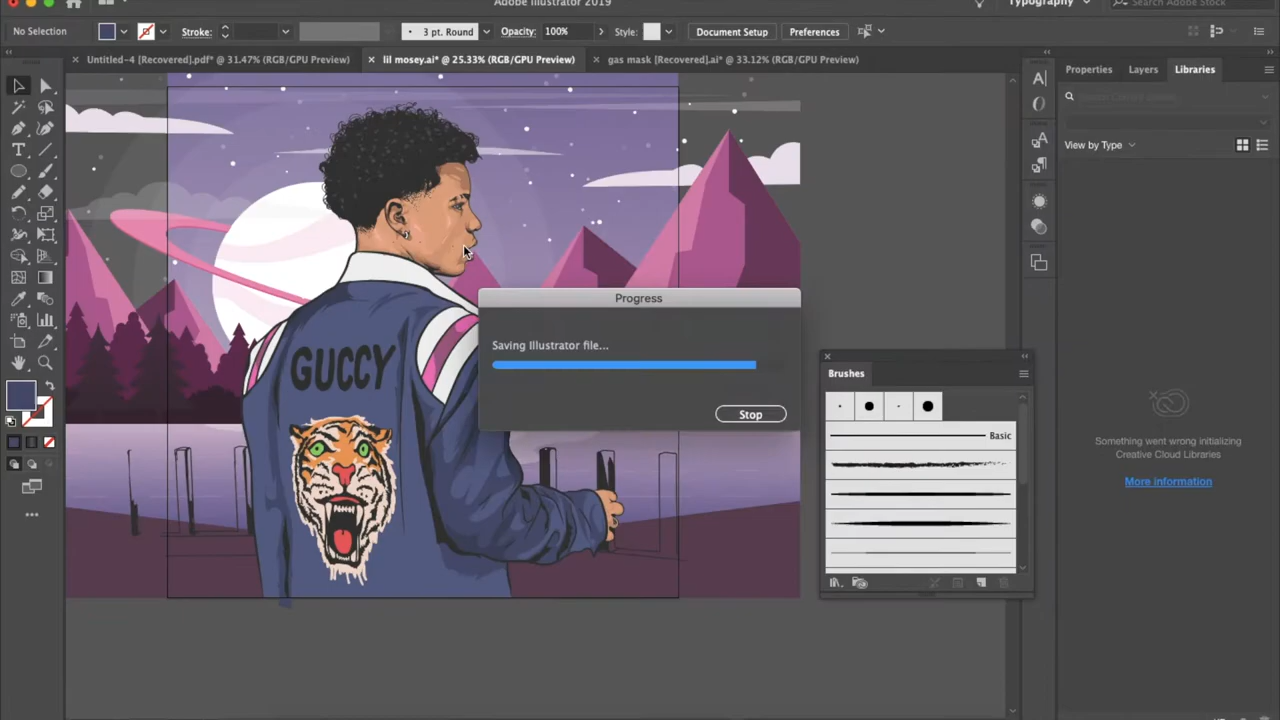 Adobe Illustrator 2019
Typography
Search Adobe Stock
No Selection
Stroke:
3 pt. Round
Opacity:
100%
Style:
Document Setup
Preferences
Untitled-4 [Recovered].pdf* @ 31.47% (RGB/GPU Preview)
lil mosey.ai* @ 25.33% (RGB/GPU Preview)
gas mask [Recovered].ai* @ 33.12% (RGB/GPU Preview)
Properties
Layers
Libraries
View by Type
Progress
Saving Illustrator file...
Stop
GUCCY
Brushes
Basic
Something went wrong initializing
Creative Cloud Libraries
More information